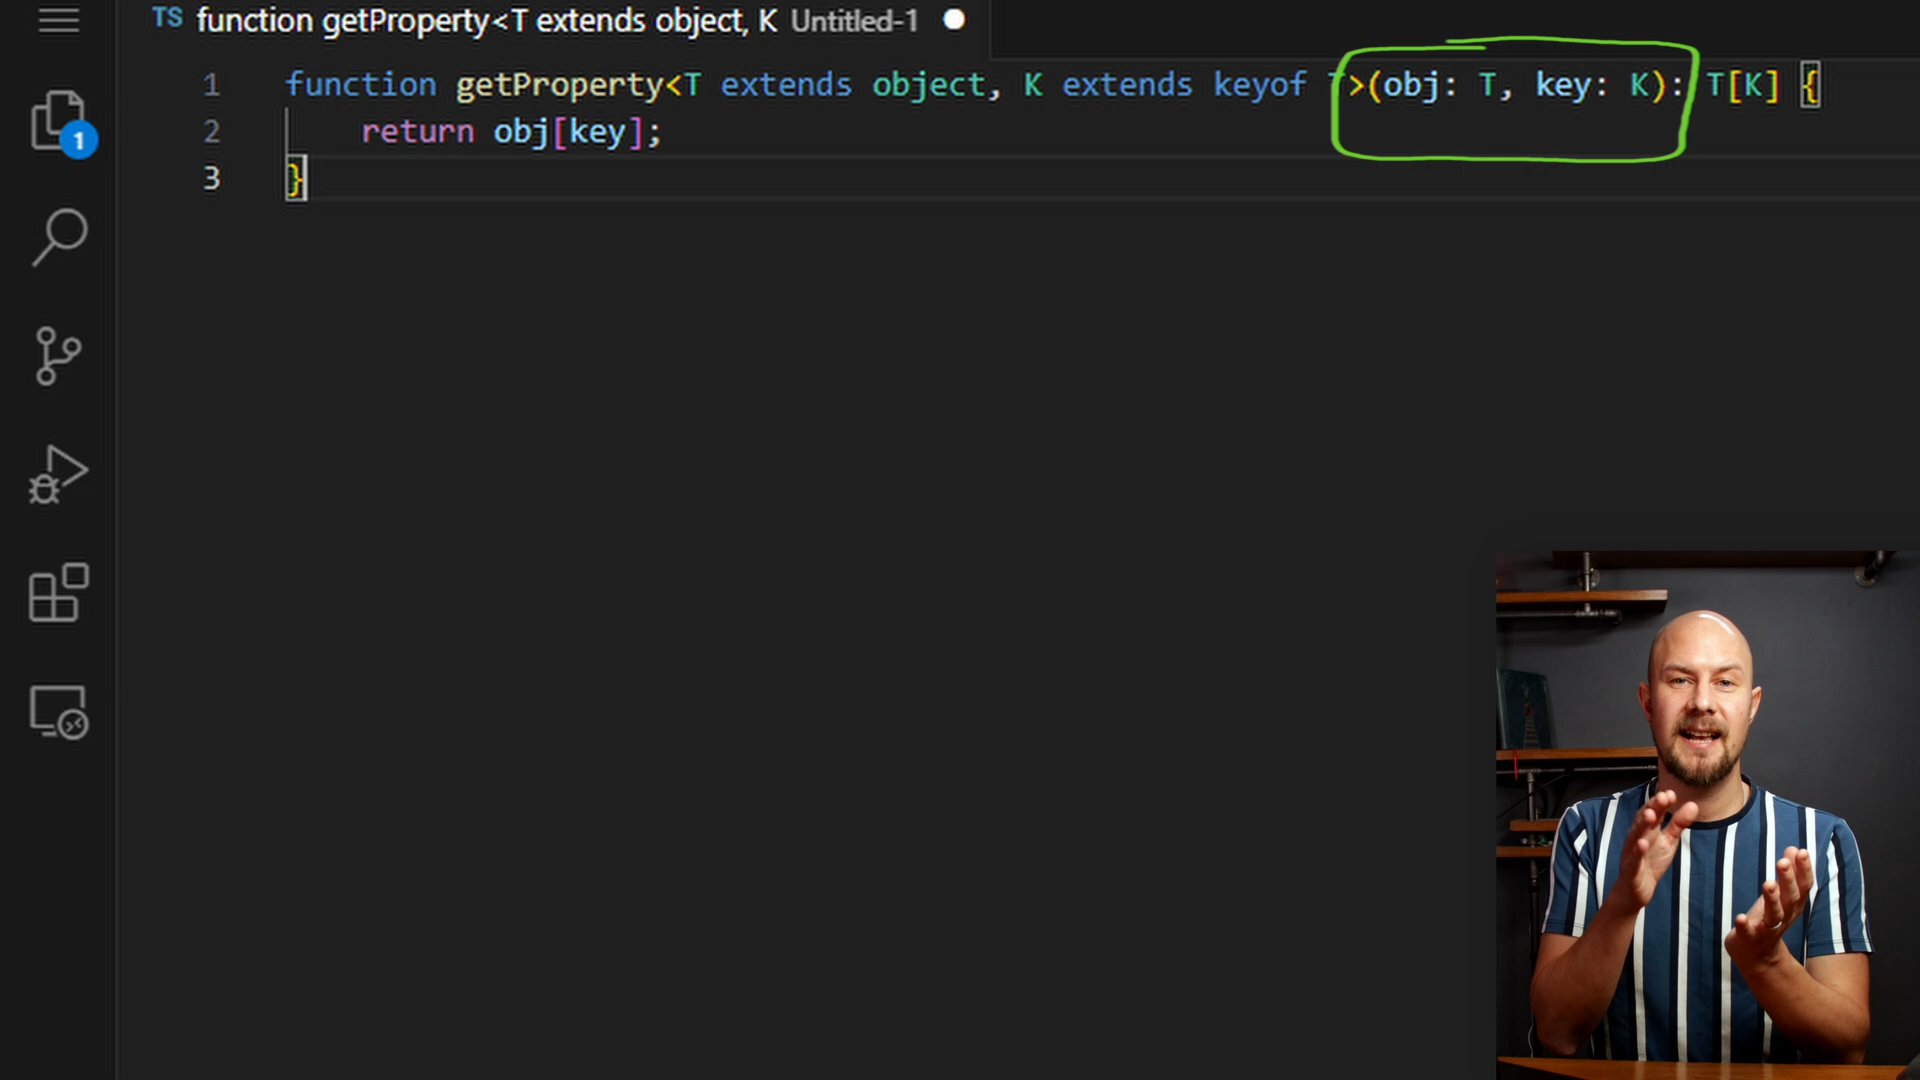 TS function getProperty<T extends object, K Untitled-1
1 function getProperty<T extends object, K extends keyof T>(obj: T, key: K): T[K] {
2 return obj[key];
3 }
1